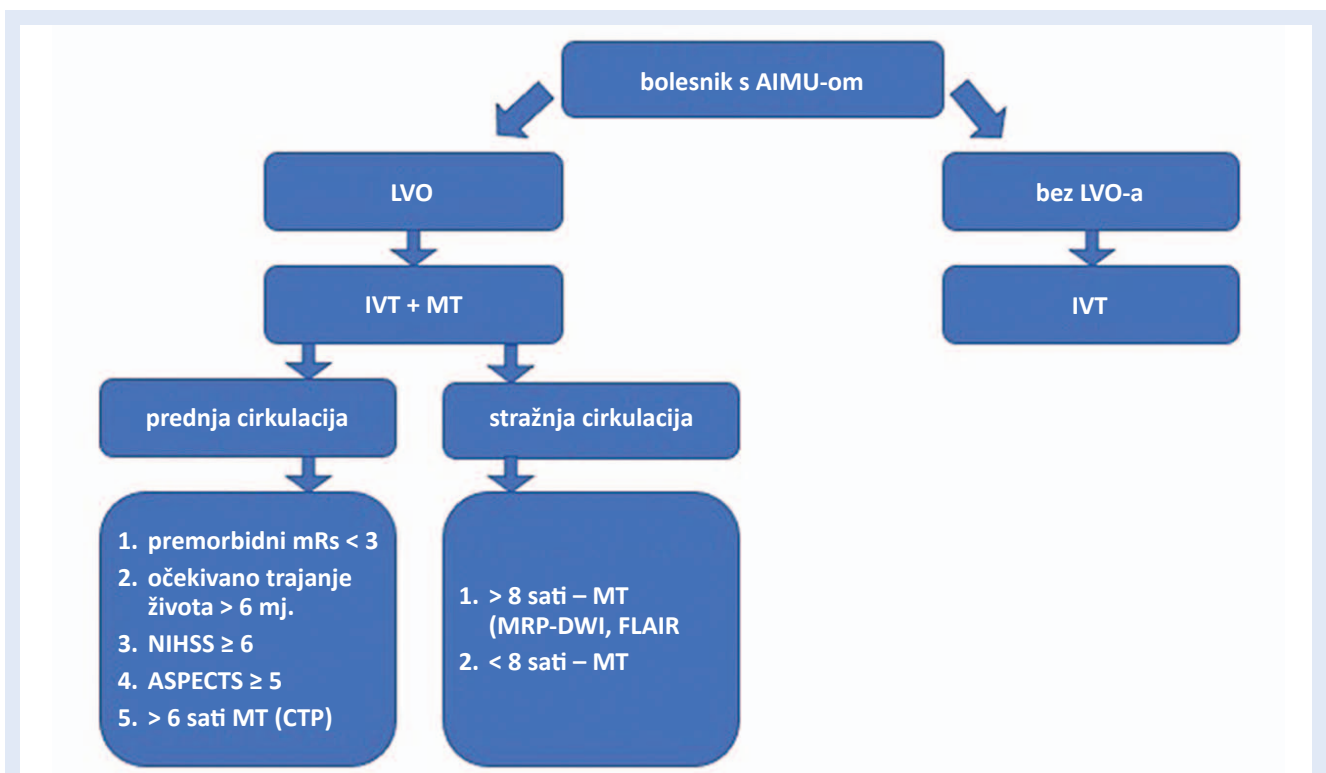 bolesnik s AIMU-om
LVO
bez LVO-a
IVT + MT
IVT
prednja cirkulacija
stražnja cirkulacija
1. premorbidni mRs < 3
2. očekivano trajanje
života > 6 mj.
3. NIHSS ≥ 6
4. ASPECTS ≥ 5
5. > 6 sati MT (CTP)
1. > 8 sati – MT
(MRP-DWI, FLAIR
2. < 8 sati – MT